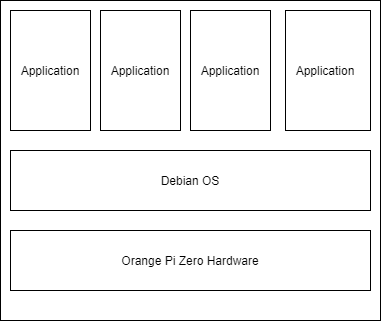 Application
Application
Application
Application
Debian OS
Orange Pi Zero Hardware